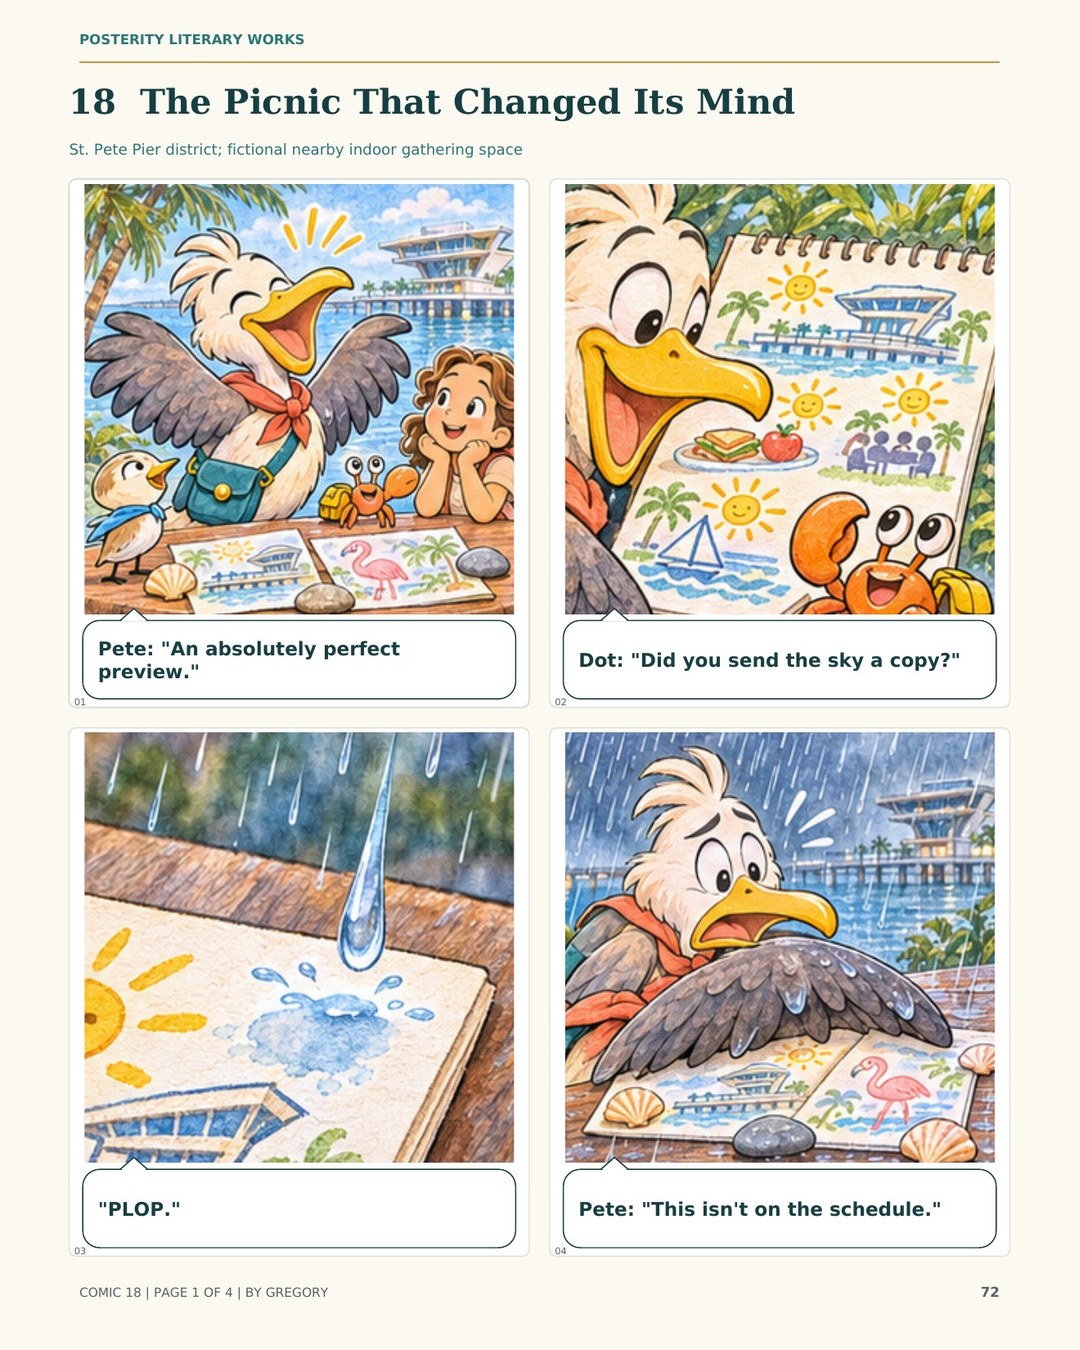 POSTERITY LITERARY WORKS
18 The Picnic That Changed Its Mind
St. Pete Pier district; fictional nearby indoor gathering space
Pete: "An absolutely perfect
preview."
01
Dot: "Did you send the sky a copy?"
02
"PLOP."
03
Pete: "This isn't on the schedule."
04
COMIC 18 | PAGE 1 OF 4 | BY GREGORY
72